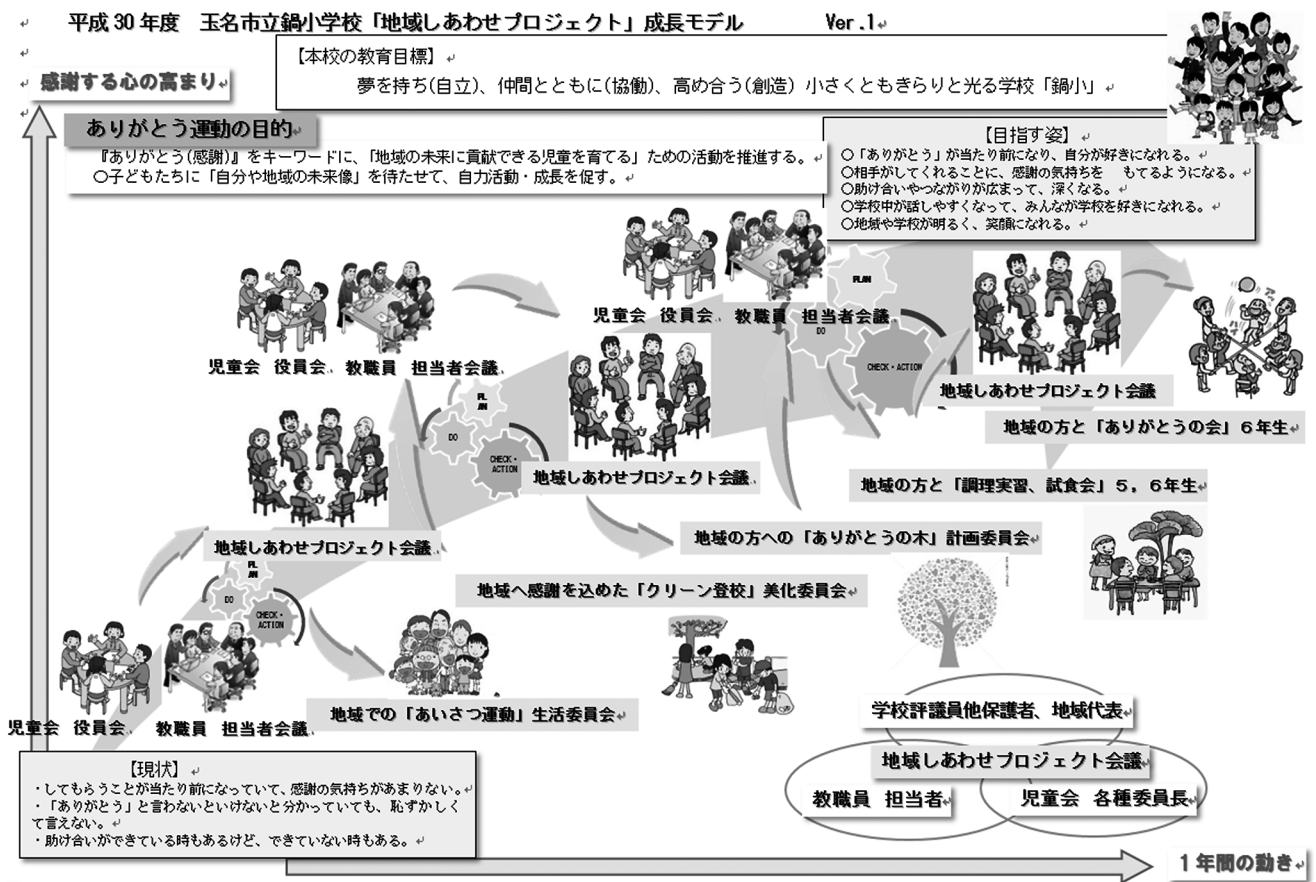 平成30年度　玉名市立鍋小学校「地域しあわせプロジェクト」成長モデル　Ver.1
【本校の教育目標】
夢を持ち(自立)、仲間とともに(協働)、高め合う(創造)　小さくともきらりと光る学校「鍋小」
感謝する心の高まり
ありがとう運動の目的
『ありがとう(感謝)』をキーワードに、「地域の未来に貢献できる児童を育てる」ための活動を推進する。
○子どもたちに「自分や地域の未来像」を待たせて、自力活動・成長を促す。
【目指す姿】
○「ありがとう」が当たり前になり、自分が好きになれる。
○相手がしてくれることに、感謝の気持ちを　もてるようになる。
○助け合いやつながりが広まって、深くなる。
○学校中が話しやすくなって、みんなが学校を好きになれる。
○地域や学校が明るく、笑顔になれる。
児童会　役員会　教職員　担当者会議
PLAN
DO
CHECK・ACTION
地域しあわせプロジェクト会議
地域の方と「ありがとうの会」６年生
児童会　役員会　教職員　担当者会議
PL
AN
DO
CHECK・
ACTION
地域しあわせプロジェクト会議
地域の方と「調理実習、試食会」５，６年生
地域の方への「ありがとうの木」計画委員会
地域しあわせプロジェクト会議
PL
AN
DO
CHECK・
ACTION
地域へ感謝を込めた「クリーン登校」美化委員会
児童会　役員会　教職員　担当者会議
地域での「あいさつ運動」生活委員会
学校評議員他保護者、地域代表
地域しあわせプロジェクト会議
教職員　担当者
児童会　各種委員長
【現状】
・してもらうことが当たり前になっていて、感謝の気持ちがあまりない。
・「ありがとう」と言わないといけないと分かっていても、恥ずかしく
て言えない。
・助け合いができている時もあるけど、できていない時もある。
１年間の動き